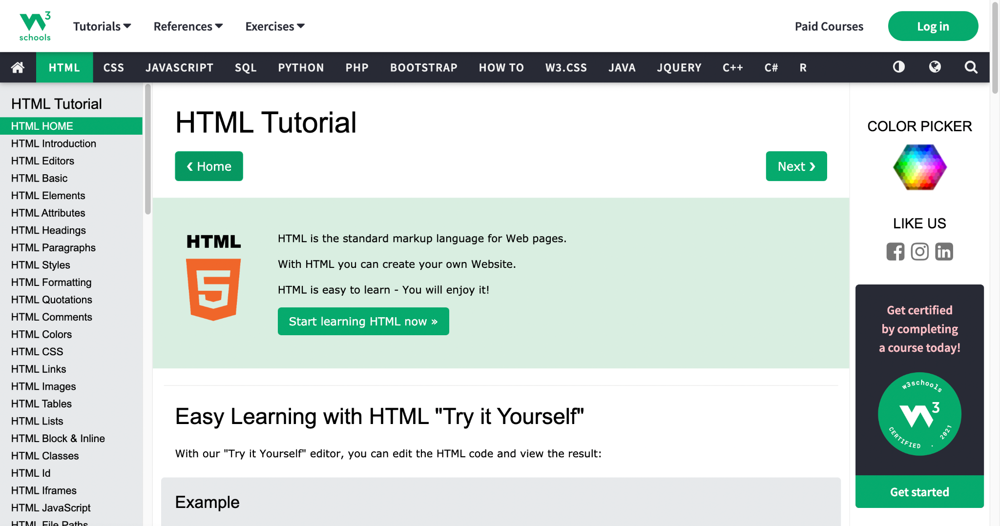 W3 schools
Tutorials
References
Exercises
Paid Courses
Log in
HTML
CSS
JAVASCRIPT
SQL
PYTHON
PHP
BOOTSTRAP
HOW TO
W3.CSS
JAVA
JQUERY
C++
C#
R
HTML Tutorial
HTML HOME
HTML Introduction
HTML Editors
HTML Basic
HTML Elements
HTML Attributes
HTML Headings
HTML Paragraphs
HTML Styles
HTML Formatting
HTML Quotations
HTML Comments
HTML Colors
HTML CSS
HTML Links
HTML Images
HTML Tables
HTML Lists
HTML Block & Inline
HTML Classes
HTML Id
HTML Iframes
HTML JavaScript
HTML File Paths
HTML Tutorial
❮ Home
Next ❯
HTML
5
HTML is the standard markup language for Web pages.
With HTML you can create your own Website.
HTML is easy to learn - You will enjoy it!
Start learning HTML now »
Easy Learning with HTML "Try it Yourself"
With our "Try it Yourself" editor, you can edit the HTML code and view the result:
Example
COLOR PICKER
LIKE US
Get certified
by completing
a course today!
w3schools
W3
CERTIFIED . 2021
Get started